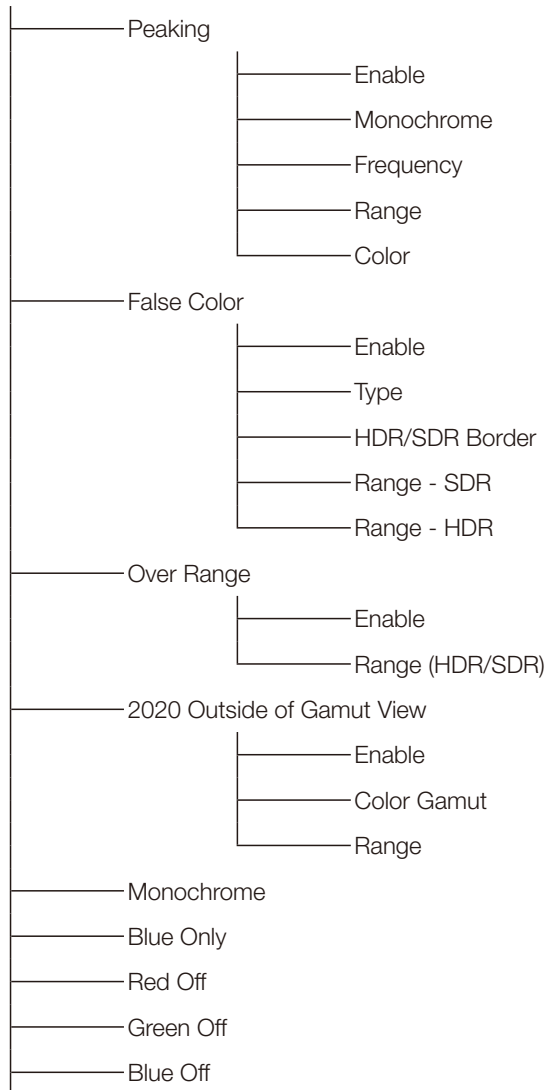 Peaking
Enable
Monochrome
Frequency
Range
Color
False Color
Enable
Type
HDR/SDR Border
Range - SDR
Range - HDR
Over Range
Enable
Range (HDR/SDR)
2020 Outside of Gamut View
Enable
Color Gamut
Range
Monochrome
Blue Only
Red Off
Green Off
Blue Off